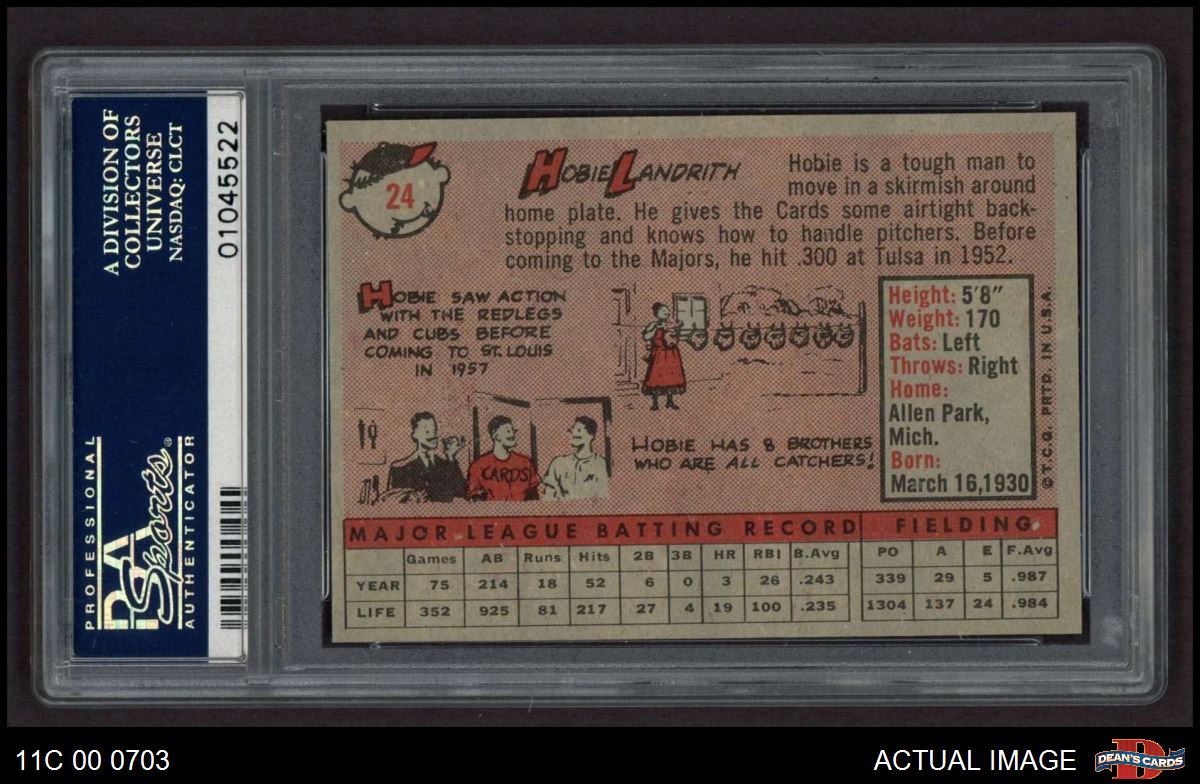 A DIVISION OF
COLLECTORS
UNIVERSE
NASDAQ: CLCT
01045522
PROFESSIONAL
PSA
Sports®
AUTHENTICATOR
24
HOBIE LANDRITH
Hobie is a tough man to
move in a skirmish around
home plate. He gives the Cards some airtight back-
stopping and knows how to handle pitchers. Before
coming to the Majors, he hit .300 at Tulsa in 1952.
HOBIE SAW ACTION
WITH THE REDLEGS
AND CUBS BEFORE
COMING TO ST. LOUIS
IN 1957
CARDS
HOBIE HAS 8 BROTHERS
WHO ARE ALL CATCHERS!
Height: 5'8"
Weight: 170
Bats: Left
Throws: Right
Home:
Allen Park,
Mich.
Born:
March 16, 1930
© T.C.G. PRTD. IN U.S.A.
MAJOR LEAGUE BATTING RECORD FIELDING
Games AB Runs Hits 2B 3B HR RBI B.Avg PO A E F.Avg
YEAR 75 214 18 52 6 0 3 26 .243 339 29 5 .987
LIFE 352 925 81 217 27 4 19 100 .235 1304 137 24 .984
11C 00 0703
ACTUAL IMAGE
D
DEAN'S CARDS